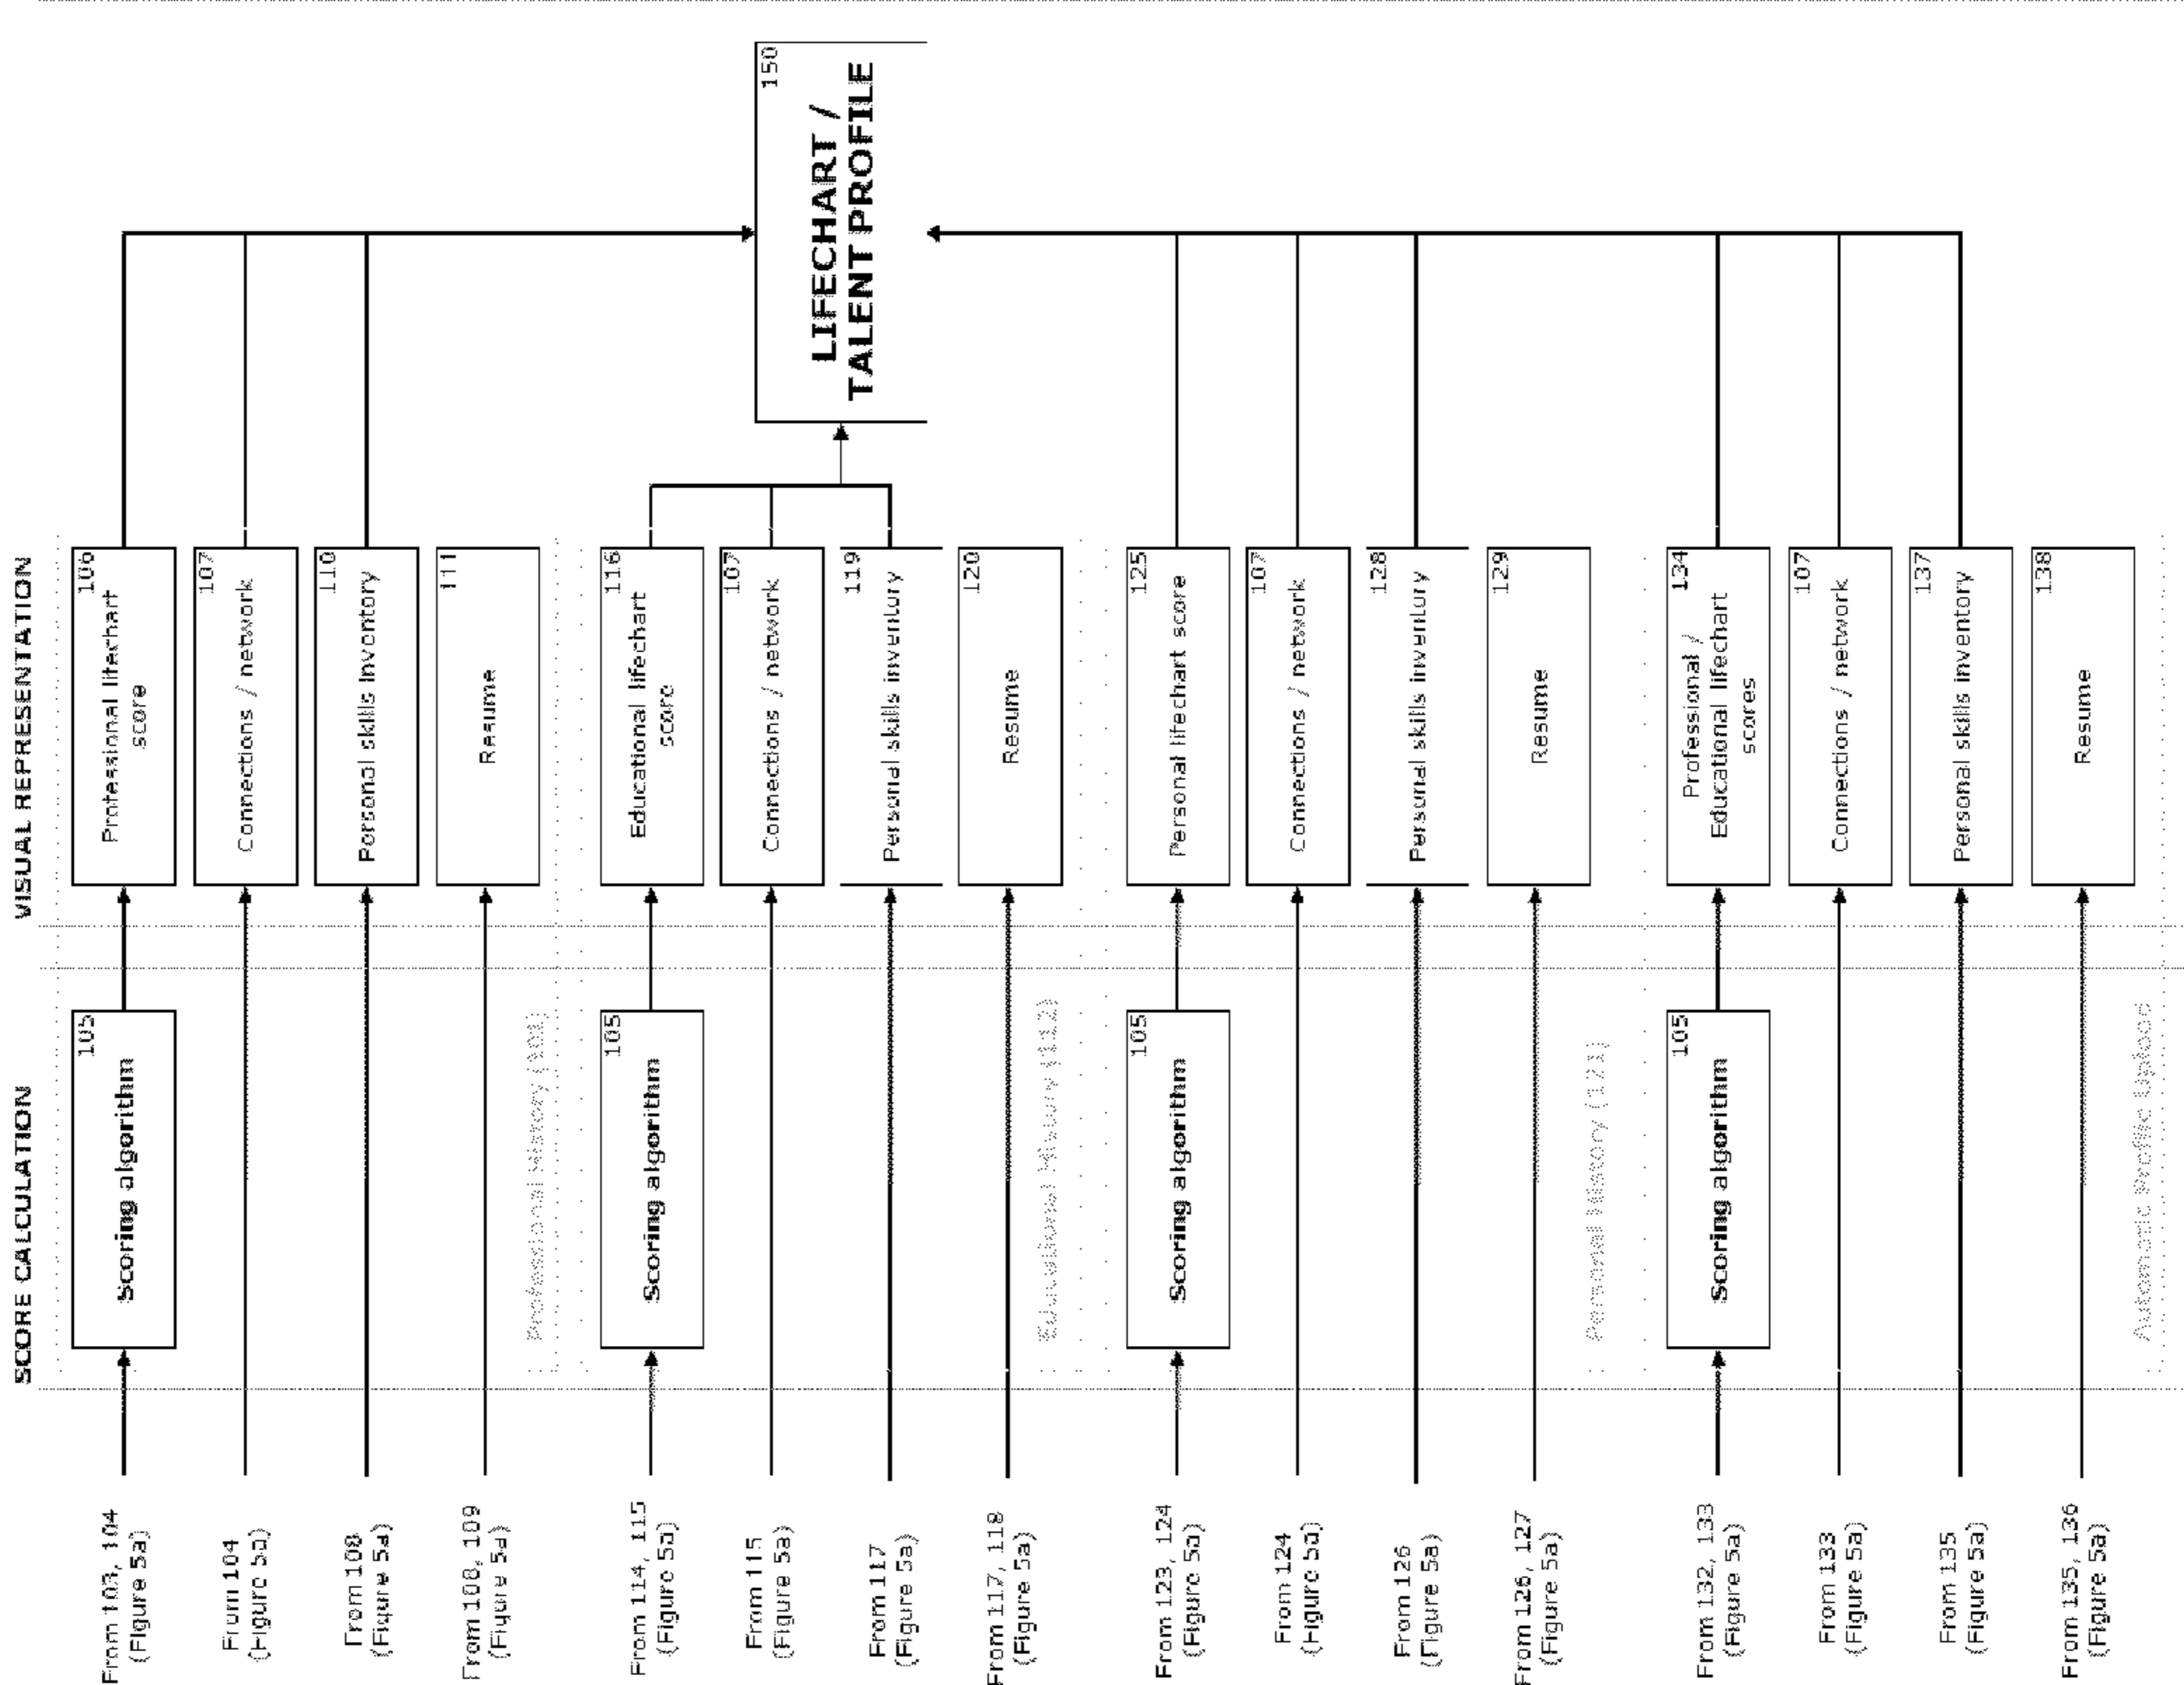 SCORE CALCULATION
VISUAL REPRESENTATION
From 103, 104
(Figure 5a)
105
Scoring algorithm
106
Professional lifechart
score
From 104
(Figure 5a)
107
Connections / network
From 108
(Figure 5a)
110
Personal skills inventory
From 108, 109
(Figure 5a)
111
Resume
Professional History (101)
150
LIFECHART /
TALENT PROFILE
From 114, 115
(Figure 5a)
105
Scoring algorithm
116
Educational lifechart
score
From 115
(Figure 5a)
107
Connections / network
From 117
(Figure 5a)
119
Personal skills inventory
From 117, 118
(Figure 5a)
120
Resume
Educational History (112)
From 123, 124
(Figure 5a)
105
Scoring algorithm
125
Personal lifechart score
From 124
(Figure 5a)
107
Connections / network
From 126
(Figure 5a)
128
Personal skills inventory
From 126, 127
(Figure 5a)
129
Resume
Personal History (121)
From 132, 133
(Figure 5a)
105
Scoring algorithm
134
Professional /
Educational lifechart
scores
From 133
(Figure 5a)
107
Connections / network
From 135
(Figure 5a)
137
Personal skills inventory
From 135, 136
(Figure 5a)
138
Resume
Automatic Profile Upload